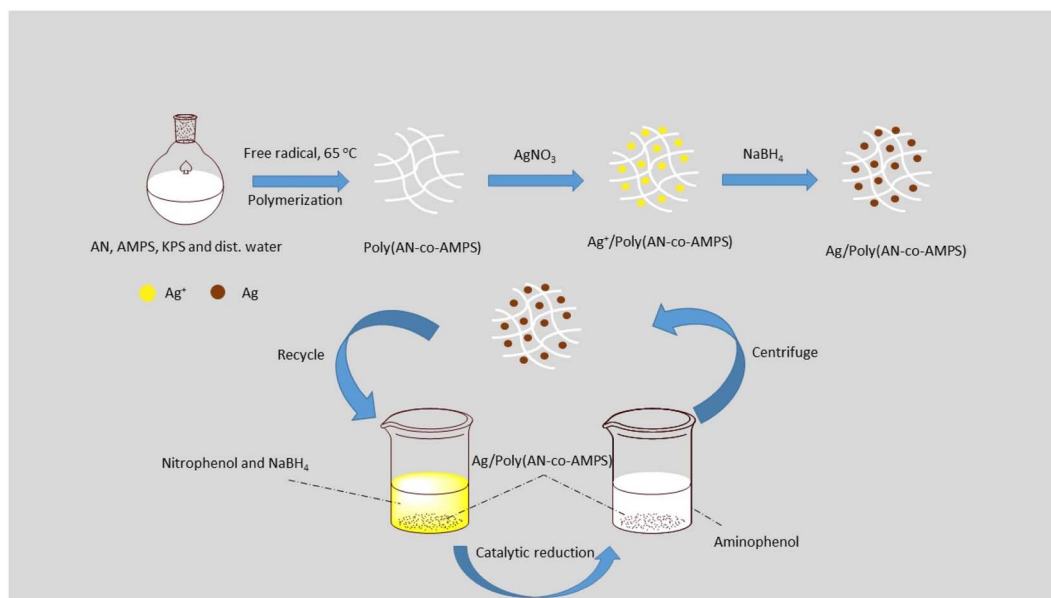 Free radical, 65 °C
Polymerization
AgNO₃
NaBH₄
AN, AMPS, KPS and dist. water
Poly(AN-co-AMPS)
Ag⁺/Poly(AN-co-AMPS)
Ag/Poly(AN-co-AMPS)
Ag⁺
Ag
Recycle
Centrifuge
Nitrophenol and NaBH₄
Ag/Poly(AN-co-AMPS)
Aminophenol
Catalytic reduction